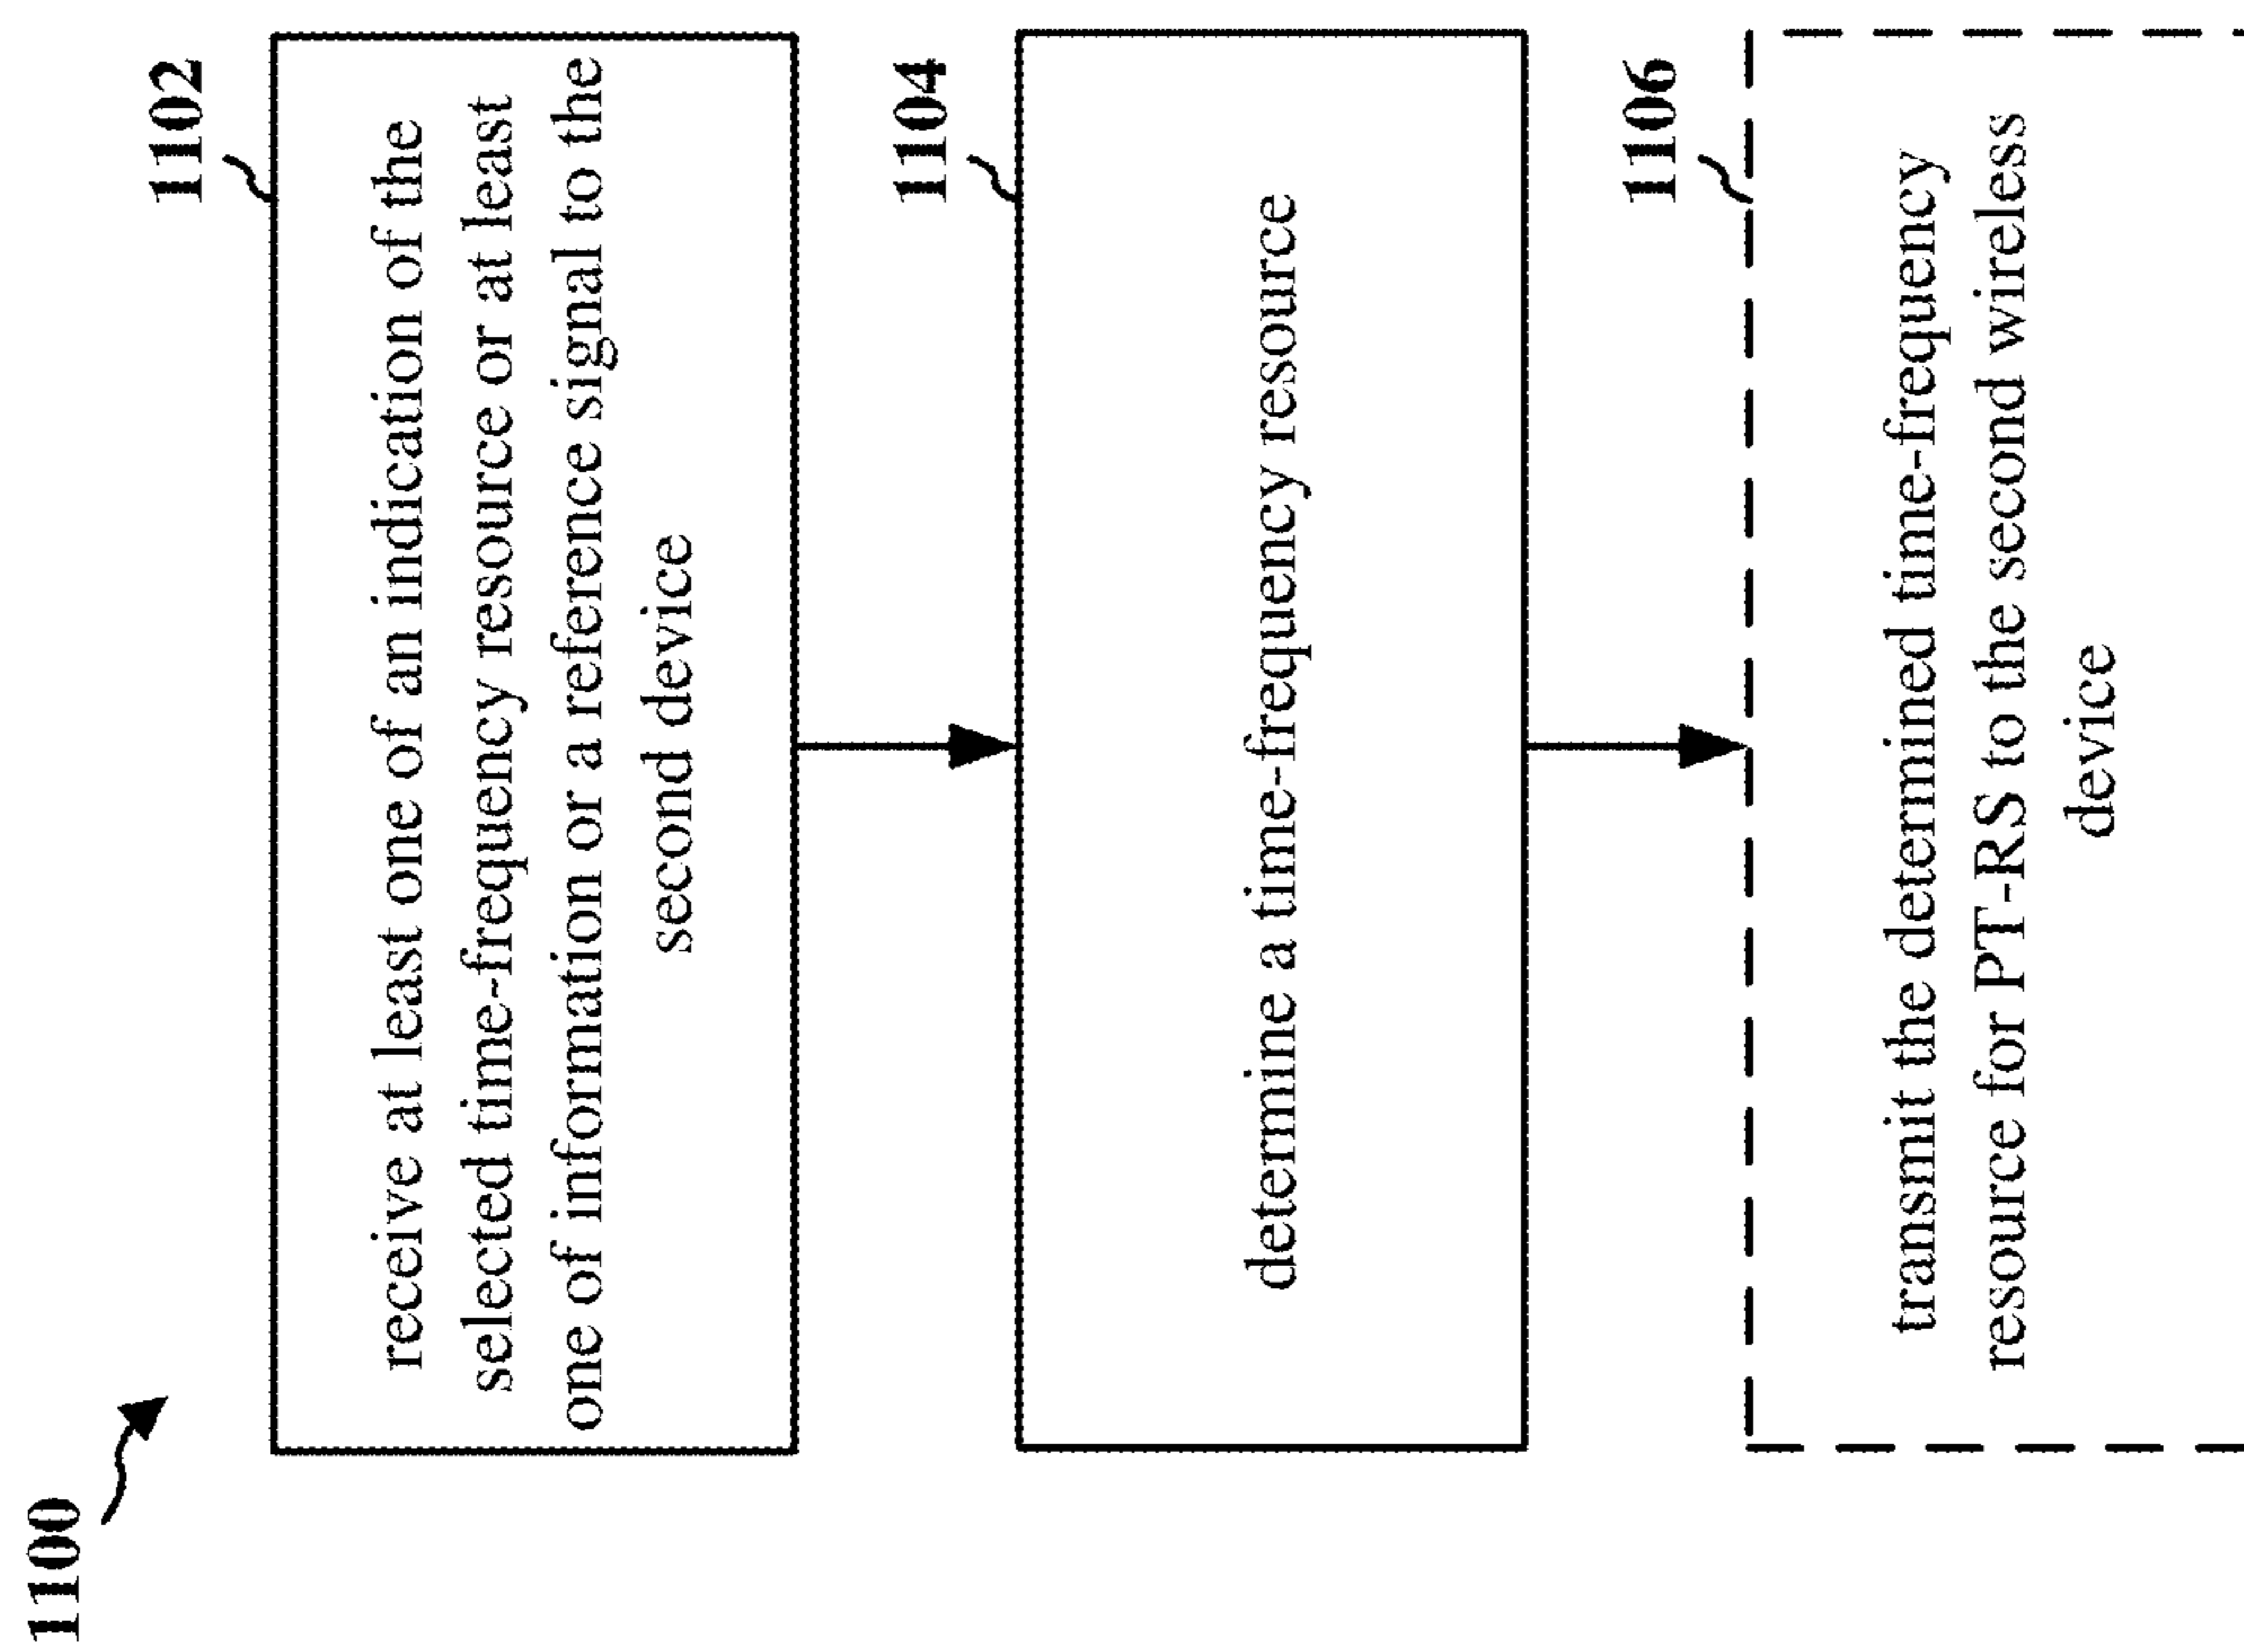 1100
1102
receive at least one of an indication of the
selected time-frequency resource or at least
one of information or a reference signal to the
second device
1104
determine a time-frequency resource
1106
transmit the determined time-frequency
resource for PT-RS to the second wireless
device